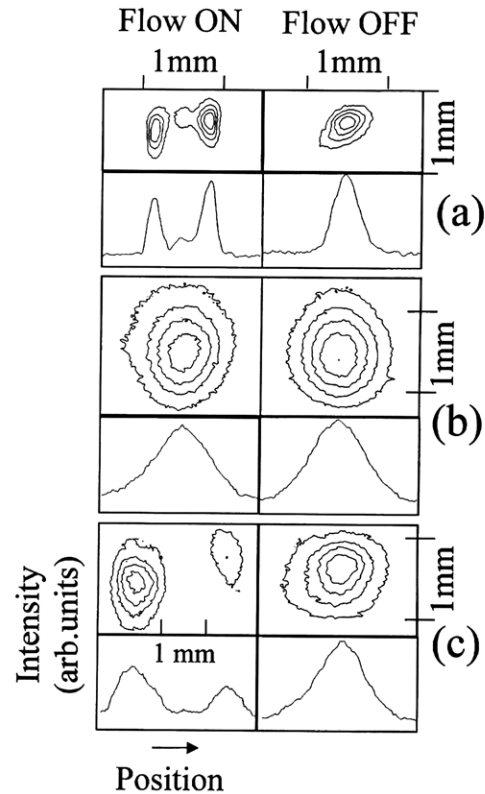 Flow ON Flow OFF
1mm 1mm
1mm
(a)
1mm
(b)
1mm
1 mm
(c)
Intensity
(arb.units)
Position